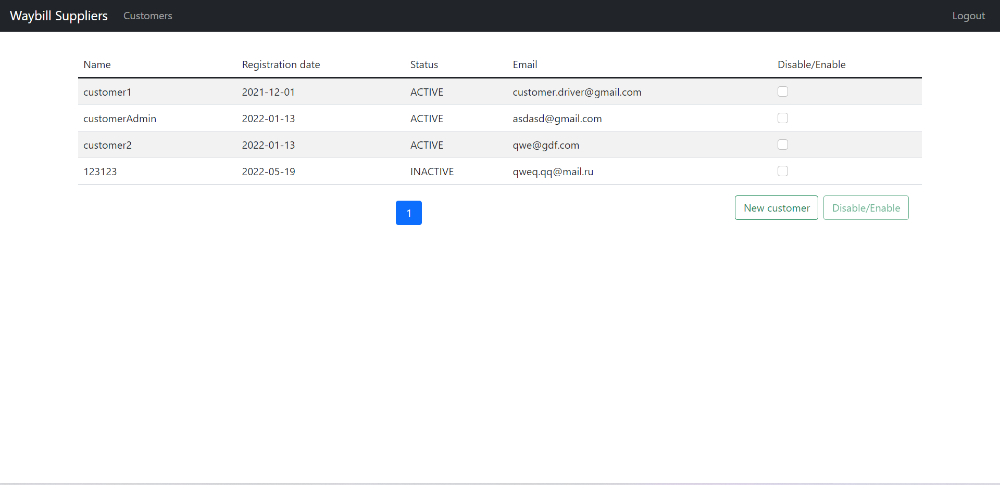 Waybill Suppliers Customers Logout
Name Registration date Status Email Disable/Enable
customer1 2021-12-01 ACTIVE customer.driver@gmail.com
customerAdmin 2022-01-13 ACTIVE asdasd@gmail.com
customer2 2022-01-13 ACTIVE qwe@gdf.com
123123 2022-05-19 INACTIVE qweq.qq@mail.ru
1 New customer Disable/Enable